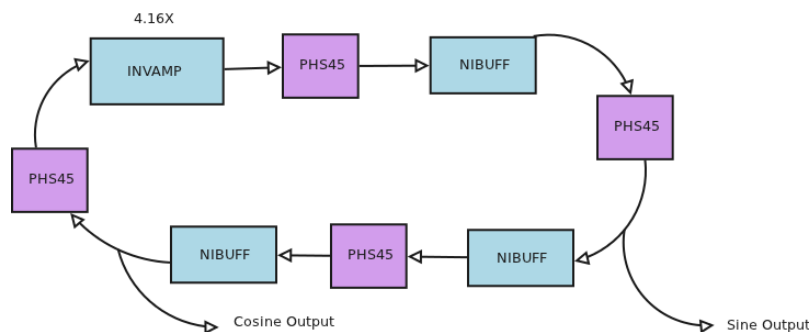 4.16X
INVAMP
PHS45
NIBUFF
PHS45
PHS45
NIBUFF
PHS45
NIBUFF
Cosine Output
Sine Output